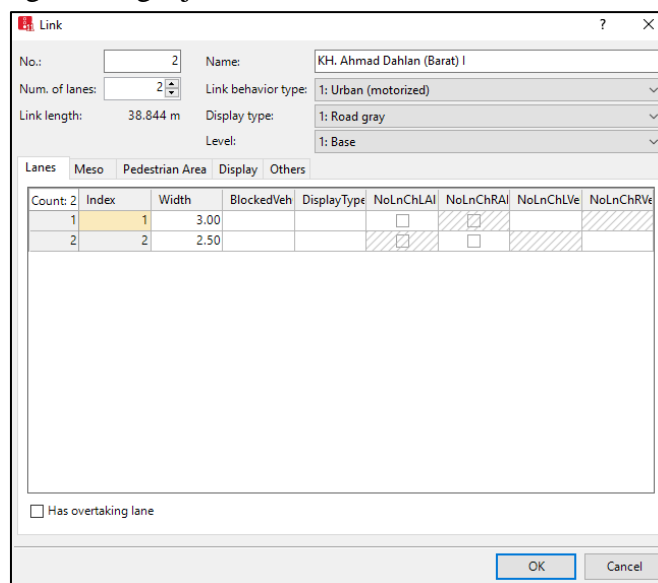 Link ? ×
No.: 2 Name: KH. Ahmad Dahlan (Barat) I
Num. of lanes: 2 Link behavior type: 1: Urban (motorized)
Link length: 38.844 m Display type: 1: Road gray
Level: 1: Base
Lanes Meso Pedestrian Area Display Others
Count: 2 Index Width BlockedVeh DisplayType NoLnChLAl NoLnChRAl NoLnChLVe NoLnChRVe
1 1 3.00
2 2 2.50
Has overtaking lane
OK Cancel